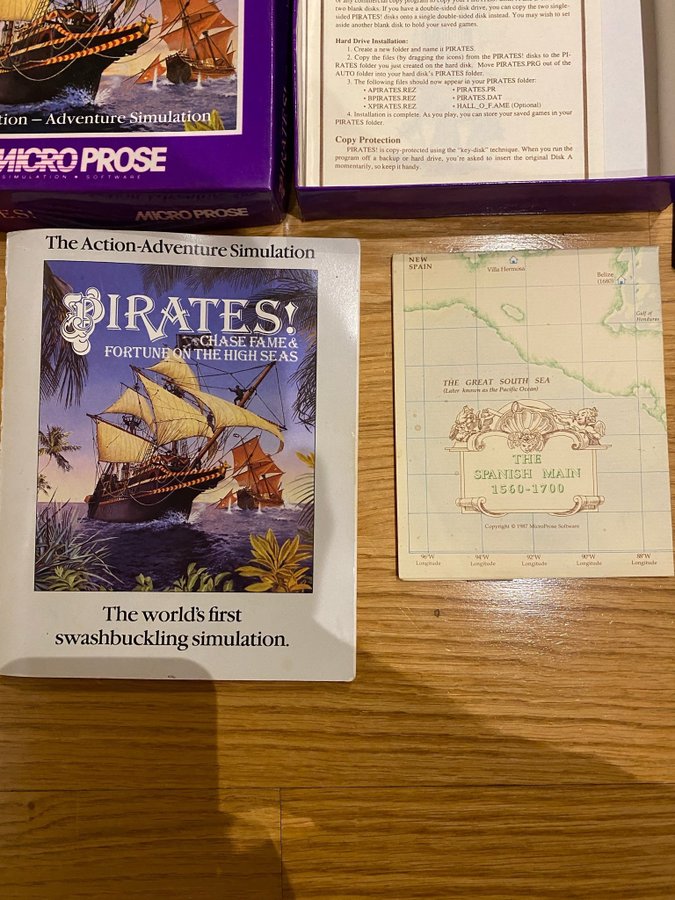 tion – Adventure Simulation
MICRO PROSE
SIMULATION • SOFTWARE
MICRO PROSE
two blank disks. If you have a double-sided disk drive, you can copy the two single-
sided PIRATES! disks onto a single double-sided disk instead. You may wish to set
aside another blank disk to hold your saved games.
Hard Drive Installation:
1. Create a new folder and name it PIRATES.
2. Copy the files (by dragging the icons) from the PIRATES! disks to the PI-
RATES folder you just created on the hard disk. Move PIRATES.PRG out of the
AUTO folder into your hard disk's PIRATES folder.
3. The following files should now appear in your PIRATES folder:
• APIRATES.REZ • PIRATES.PR
• BPIRATES.REZ • PIRATES.DAT
• XPIRATES.REZ • HALL_O_F.AME (Optional)
4. Installation is complete. As you play, you can store your saved games in your
PIRATES folder.
Copy Protection
PIRATES! is copy-protected using the "key-disk" technique. When you run the
program off a backup or hard drive, you're asked to insert the original Disk A
momentarily, so keep it handy.
The Action-Adventure Simulation
PIRATES!
CHASE FAME &
FORTUNE ON THE HIGH SEAS
The world's first
swashbuckling simulation.
NEW
SPAIN
Villa Hermosa
Belize
(1680)
Gulf of
Honduras
THE GREAT SOUTH SEA
(Later known as the Pacific Ocean)
THE
SPANISH MAIN
1560-1700
Copyright © 1987 MicroProse Software
96°W 94°W 92°W 90°W 88°W
Longitude Longitude Longitude Longitude Longitude